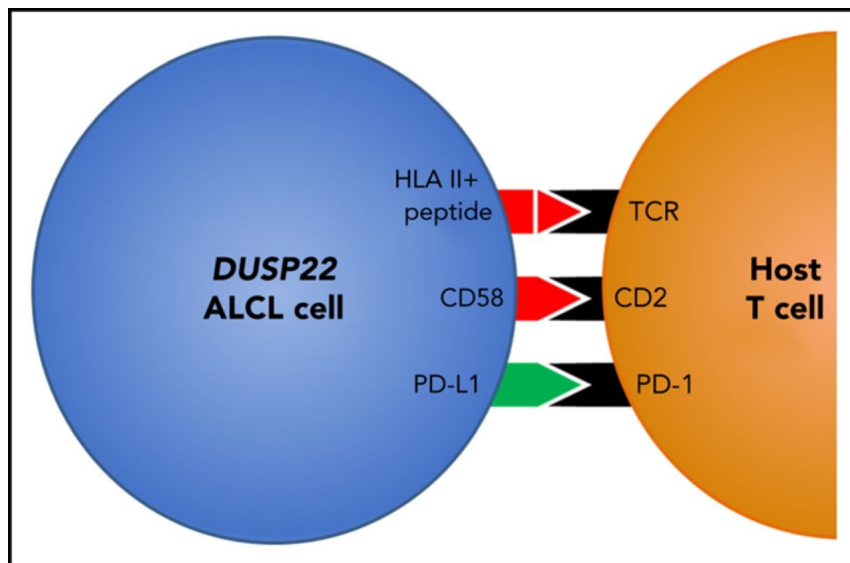 HLA II+
peptide
TCR
DUSP22
ALCL cell
CD58
CD2
Host
T cell
PD-L1
PD-1